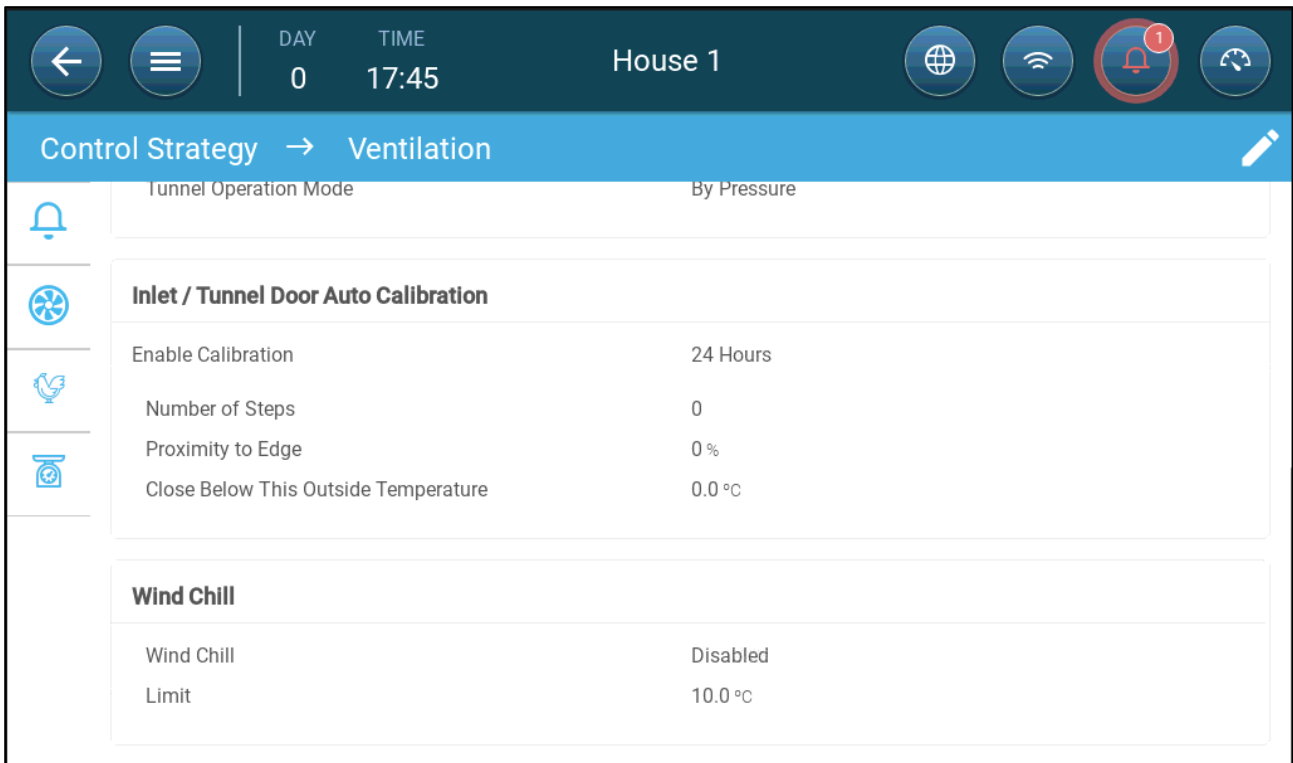 DAY TIME
0 17:45 House 1 1
Control Strategy → Ventilation
Tunnel Operation Mode By Pressure
Inlet / Tunnel Door Auto Calibration
Enable Calibration 24 Hours
Number of Steps 0
Proximity to Edge 0 %
Close Below This Outside Temperature 0.0 ºC
Wind Chill
Wind Chill Disabled
Limit 10.0 ºC